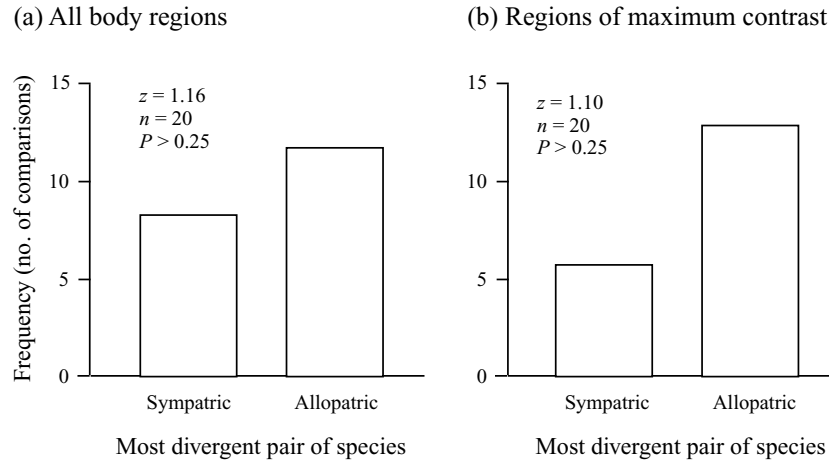 (a) All body regions
Frequency (no. of comparisons)
15
10
5
0
z = 1.16
n = 20
P > 0.25
Sympatric Allopatric
Most divergent pair of species
(b) Regions of maximum contrast
15
10
5
0
z = 1.10
n = 20
P > 0.25
Sympatric Allopatric
Most divergent pair of species